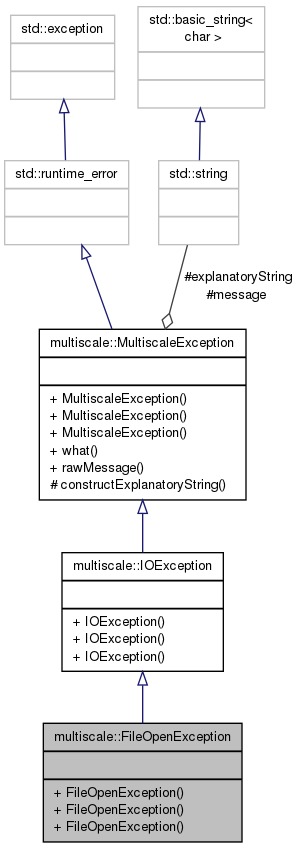 std::exception
std::basic_string<
char >
std::runtime_error
std::string
#explanatoryString
#message
multiscale::MultiscaleException
+ MultiscaleException()
+ MultiscaleException()
+ MultiscaleException()
+ what()
+ rawMessage()
# constructExplanatoryString()
multiscale::IOException
+ IOException()
+ IOException()
+ IOException()
multiscale::FileOpenException
+ FileOpenException()
+ FileOpenException()
+ FileOpenException()